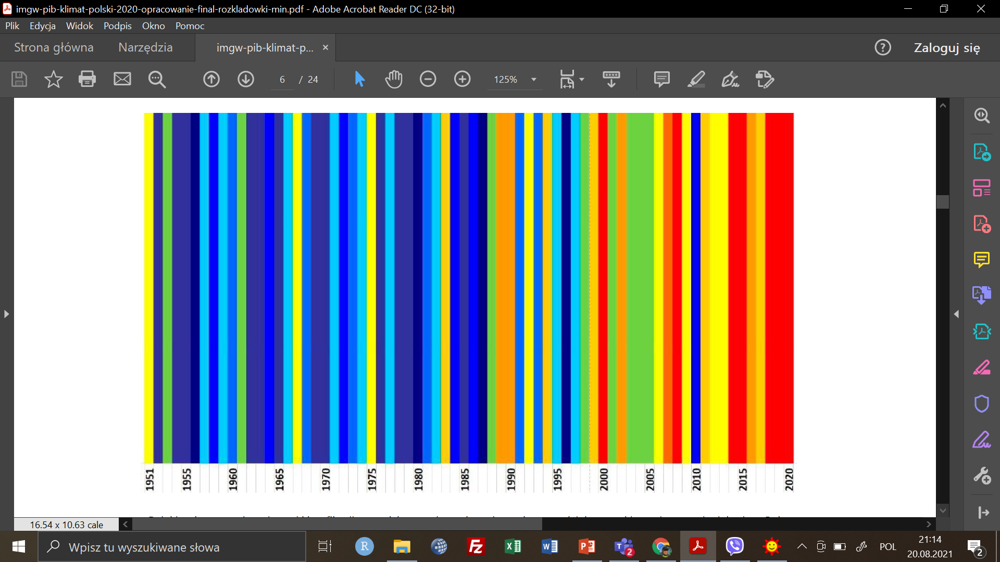 imgw-pib-klimat-polski-2020-opracowanie-final-rozkladowki-min.pdf - Adobe Acrobat Reader DC (32-bit)
Plik Edycja Widok Podpis Okno Pomoc
Strona główna Narzędzia imgw-pib-klimat-p... × Zaloguj się
6 / 24 125%
1951 1955 1960 1965 1970 1975 1980 1985 1990 1995 2000 2005 2010 2015 2020
16.54 x 10.63 cale
Wpisz tu wyszukiwane słowa
POL
21:14
20.08.2021
2
2